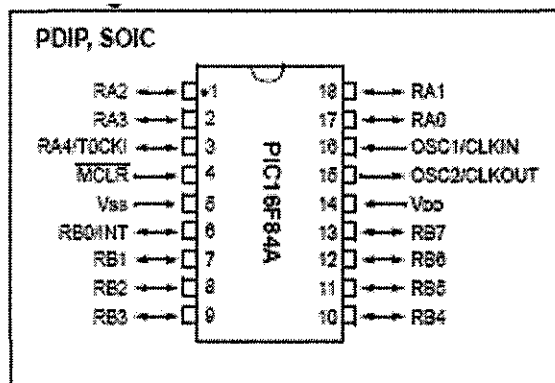 PDIP, SOIC
RA2 1 18 RA1
RA3 2 17 RA0
RA4/T0CKI 3 16 OSC1/CLKIN
MCLR 4 15 OSC2/CLKOUT
Vss 5 14 VDD
RB0/INT 6 13 RB7
RB1 7 12 RB6
RB2 8 11 RB5
RB3 9 10 RB4
PIC16F84A